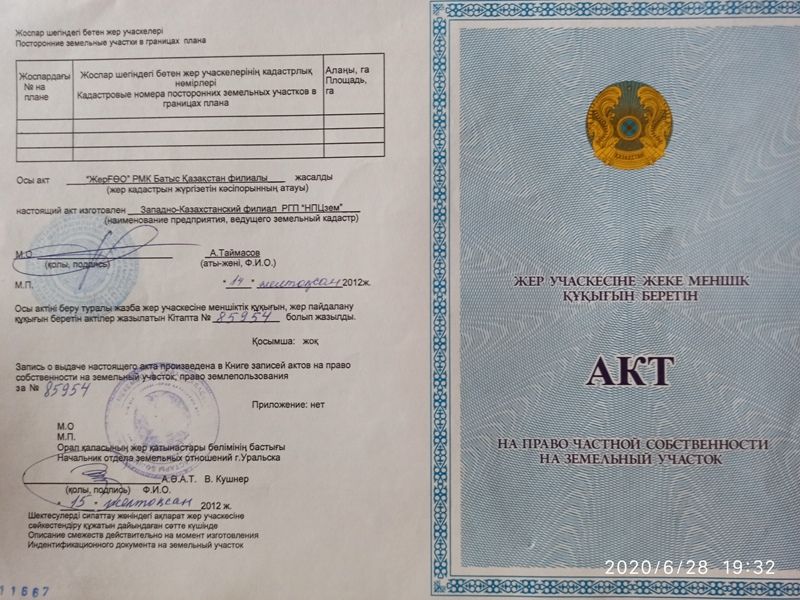 Жоспар шегіндегі бөтен жер учаскелері
Посторонние земельные участки в границах плана
Жоспардағы № на плане
Жоспар шегіндегі бөтен жер учаскелерінің кадастрлық нөмірлері
Кадастровые номера посторонних земельных участков в границах плана
Алаңы, га
Площадь, га
Осы акт "ЖерҒӨО" РМК Батыс Қазақстан филиалы жасалды
(жер кадастрын жүргізетін кәсіпорынның атауы)
настоящий акт изготовлен Западно-Казахстанский филиал РГП "НПЦзем"
(наименование предприятия, ведущего земельный кадастр)
М.О А.Таймасов
(қолы, подпись) (аты-жөні, Ф.И.О.)
М.П. "14" желтоқсан 2012ж.
Осы актіні беру туралы жазба жер учаскесіне меншіктік құқығын, жер пайдалану
құқығын беретін актілер жазылатын Кітапта № 85954 болып жазылды.
Қосымша: жоқ
Запись о выдаче настоящего акта произведена в Книге записей актов на право
собственности на земельный участок, право землепользования
за № 85954
Приложение: нет
М.О
М.П.
Орал қаласының жер қатынастары бөлімінің бастығы
Начальник отдела земельных отношений г.Уральска
А.Ә.А.Т. В. Кушнер
(қолы, подпись) Ф.И.О.
"15" желтоқсан 2012 ж.
Шектесулерді сипаттау жөніндегі ақпарат жер учаскесіне
сәйкестендіру құжатын дайындаған сәтте күшінде
Описание смежеств действительно на момент изготовления
Идентификационного документа на земельный участок
11667
ҚАЗАҚСТАН
ЖЕР УЧАСКЕСІНЕ ЖЕКЕ МЕНШІК
ҚҰҚЫҒЫН БЕРЕТІН
АКТ
НА ПРАВО ЧАСТНОЙ СОБСТВЕННОСТИ
НА ЗЕМЕЛЬНЫЙ УЧАСТОК
2020/6/28 19:32